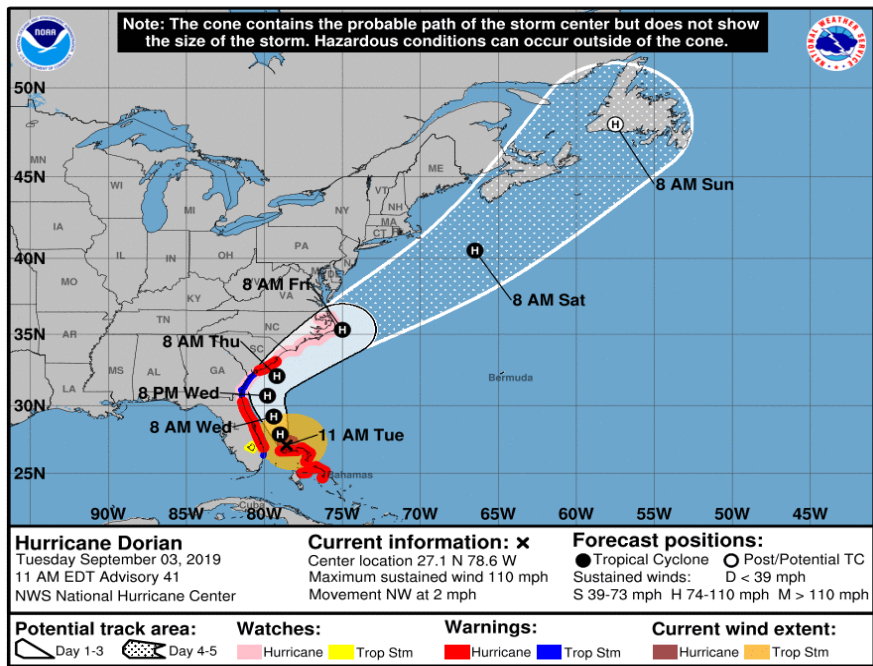 Note: The cone contains the probable path of the storm center but does not show
the size of the storm. Hazardous conditions can occur outside of the cone.
NOAA
NATIONAL WEATHER SERVICE
50N
45N
40N
35N
30N
25N
MN
WI
MI
IA
IL
IN
OH
PA
NY
VT
NH
ME
MA
CT
RI
MO
KY
VA
TN
NC
SC
AR
MS
AL
GA
LA
FL
Bermuda
Bahamas
Cuba
8 AM Sun
8 AM Sat
8 AM Fri
8 AM Thu
8 PM Wed
8 AM Wed
11 AM Tue
H
H
H
H
H
H
H
90W 85W 80W 75W 70W 65W 60W 55W 50W 45W
Hurricane Dorian
Tuesday September 03, 2019
11 AM EDT Advisory 41
NWS National Hurricane Center
Current information: ×
Center location 27.1 N 78.6 W
Maximum sustained wind 110 mph
Movement NW at 2 mph
Forecast positions:
Tropical Cyclone Post/Potential TC
Sustained winds: D < 39 mph
S 39-73 mph H 74-110 mph M > 110 mph
Potential track area:
Day 1-3 Day 4-5
Watches:
Hurricane Trop Stm
Warnings:
Hurricane Trop Stm
Current wind extent:
Hurricane Trop Stm